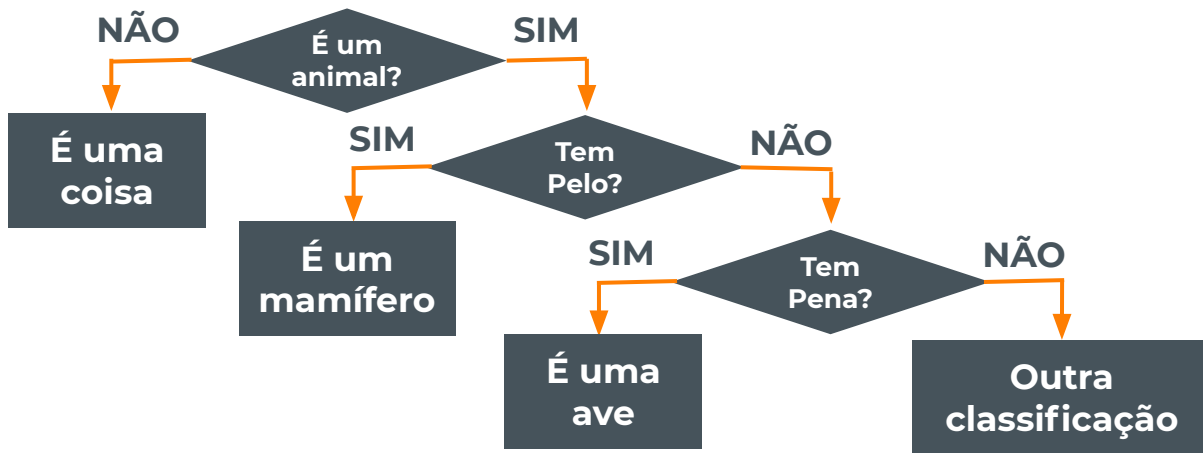 NÃO
É um
animal?
SIM
É uma
coisa
SIM
Tem
Pelo?
NÃO
É um
mamífero
SIM
Tem
Pena?
NÃO
É uma
ave
Outra
classificação